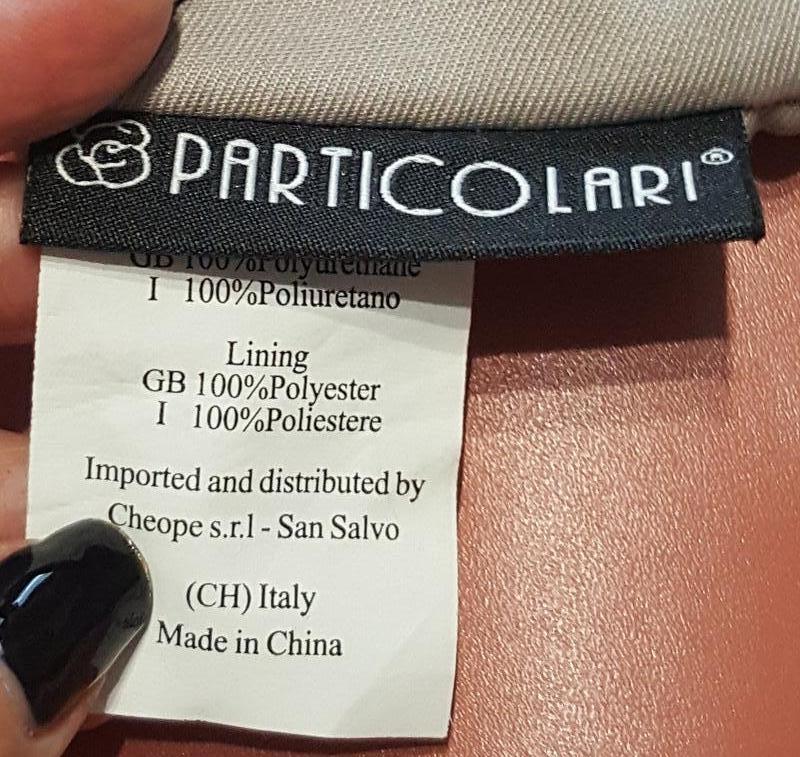 PARTICOLARI®
GB 100%Polyurethane
I 100%Poliuretano
Lining
GB 100%Polyester
I 100%Poliestere
Imported and distributed by
Cheope s.r.l - San Salvo
(CH) Italy
Made in China